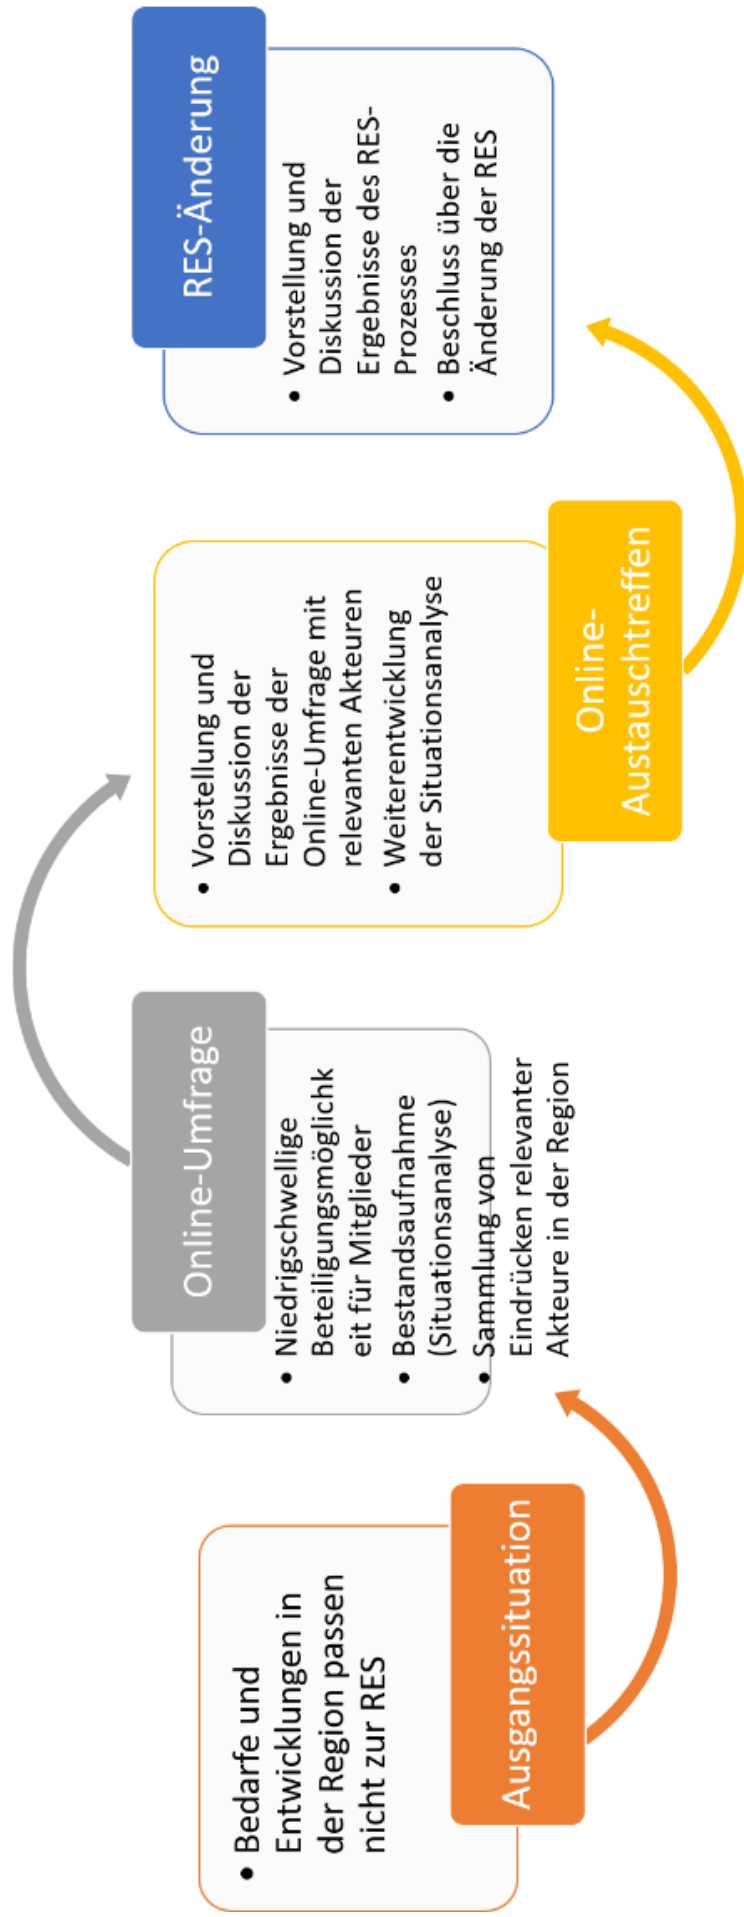 Bedarfe und
Entwicklungen in
der Region passen
nicht zur RES
Ausgangssituation
Online-Umfrage
Niedrigschwellige
Beteiligungsmöglichk
eit für Mitglieder
Bestandsaufnahme
(Situationsanalyse)
Sammlung von
Eindrücken relevanter
Akteure in der Region
Vorstellung und
Diskussion der
Ergebnisse der
Online-Umfrage mit
relevanten Akteuren
Weiterentwicklung
der Situationsanalyse
Online-
Austauschtreffen
RES-Änderung
Vorstellung und
Diskussion der
Ergebnisse des RES-
Prozesses
Beschluss über die
Änderung der RES